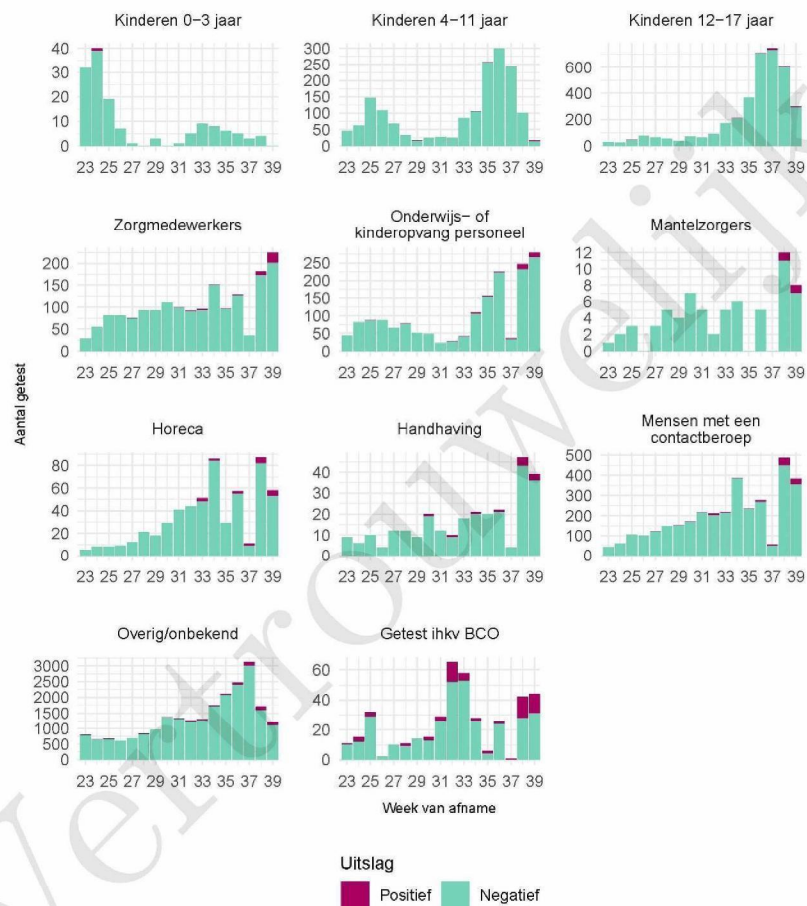 Kinderen 0−3 jaar
Kinderen 4−11 jaar
Kinderen 12−17 jaar
40
30
20
10
0
23 25 27 29 31 33 35 37 39
300
250
200
150
100
50
0
23 25 27 29 31 33 35 37 39
600
400
200
0
23 25 27 29 31 33 35 37 39
Zorgmedewerkers
Onderwijs− of
kinderopvang personeel
Mantelzorgers
200
150
100
50
0
23 25 27 29 31 33 35 37 39
250
200
150
100
50
0
23 25 27 29 31 33 35 37 39
12
10
8
6
4
2
0
23 25 27 29 31 33 35 37 39
Aantal getest
Horeca
Handhaving
Mensen met een
contactberoep
80
60
40
20
0
23 25 27 29 31 33 35 37 39
40
30
20
10
0
23 25 27 29 31 33 35 37 39
500
400
300
200
100
0
23 25 27 29 31 33 35 37 39
Overig/onbekend
Getest ihkv BCO
3000
2500
2000
1500
1000
500
0
23 25 27 29 31 33 35 37 39
60
40
20
0
23 25 27 29 31 33 35 37 39
Week van afname
Uitslag
Positief Negatief
Vertrouwelijk